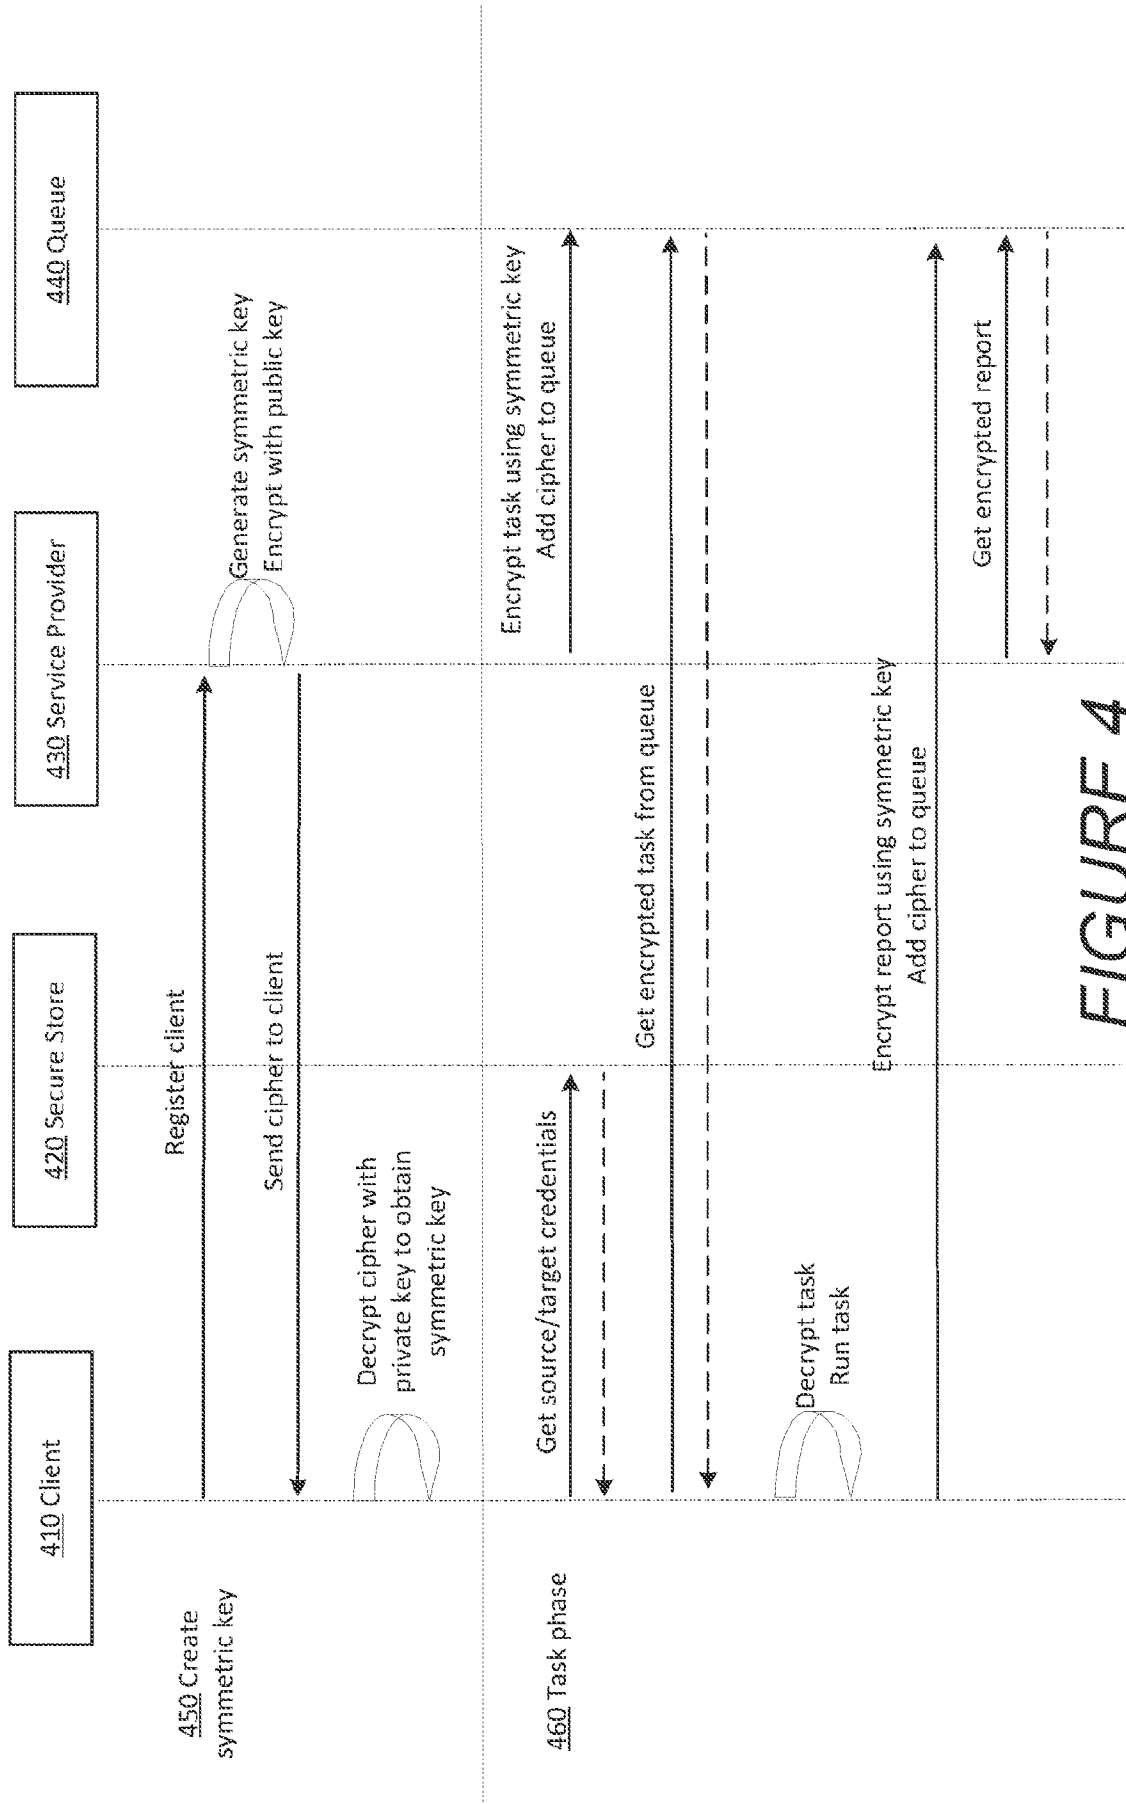 410 Client
420 Secure Store
430 Service Provider
440 Queue
450 Create
symmetric key
Register client
Generate symmetric key
Encrypt with public key
Send cipher to client
Decrypt cipher with
private key to obtain
symmetric key
460 Task phase
Get source/target credentials
Encrypt task using symmetric key
Add cipher to queue
Get encrypted task from queue
Decrypt task
Run task
Encrypt report using symmetric key
Add cipher to queue
Get encrypted report
FIGURE 4